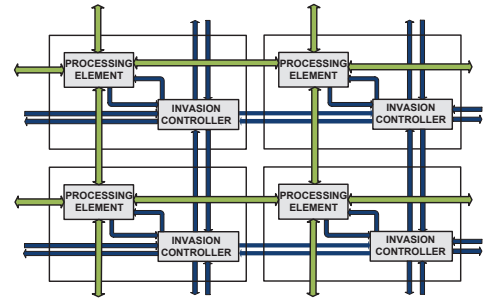 PROCESSING
ELEMENT
PROCESSING
ELEMENT
INVASION
CONTROLLER
INVASION
CONTROLLER
PROCESSING
ELEMENT
PROCESSING
ELEMENT
INVASION
CONTROLLER
INVASION
CONTROLLER